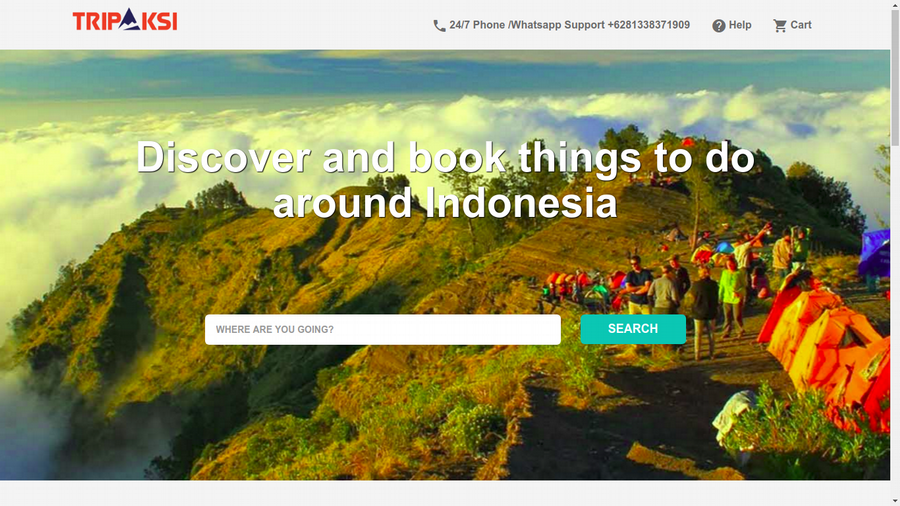 TRIPAKSI
24/7 Phone /Whatsapp Support +6281338371909
Help
Cart
Discover and book things to do
around Indonesia
WHERE ARE YOU GOING?
SEARCH